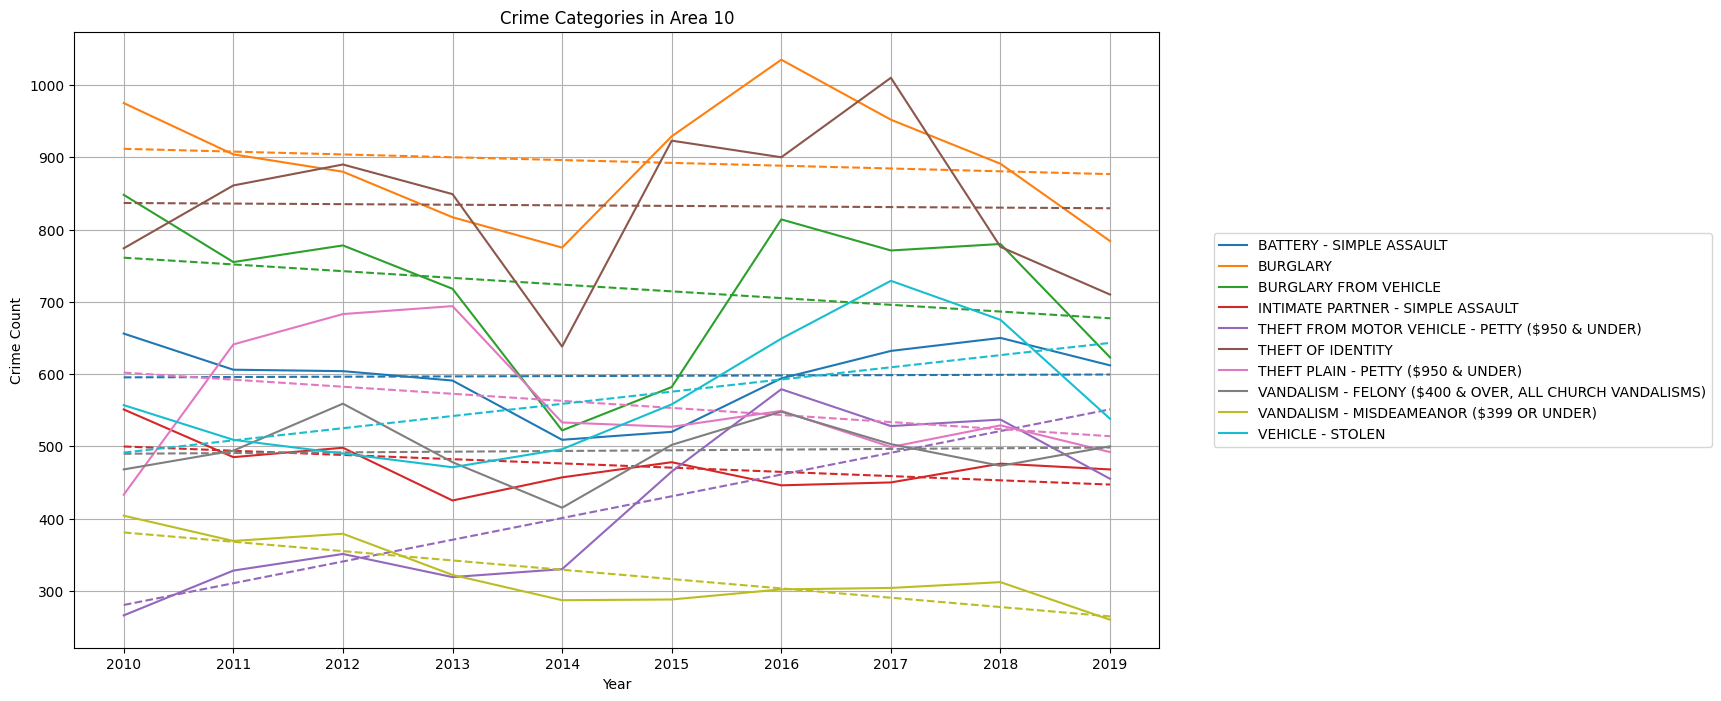 Crime Categories in Area 10
Crime Count
1000
900
800
700
600
500
400
300
2010 2011 2012 2013 2014 2015 2016 2017 2018 2019
Year
BATTERY - SIMPLE ASSAULT
BURGLARY
BURGLARY FROM VEHICLE
INTIMATE PARTNER - SIMPLE ASSAULT
THEFT FROM MOTOR VEHICLE - PETTY ($950 & UNDER)
THEFT OF IDENTITY
THEFT PLAIN - PETTY ($950 & UNDER)
VANDALISM - FELONY ($400 & OVER, ALL CHURCH VANDALISMS)
VANDALISM - MISDEAMEANOR ($399 OR UNDER)
VEHICLE - STOLEN